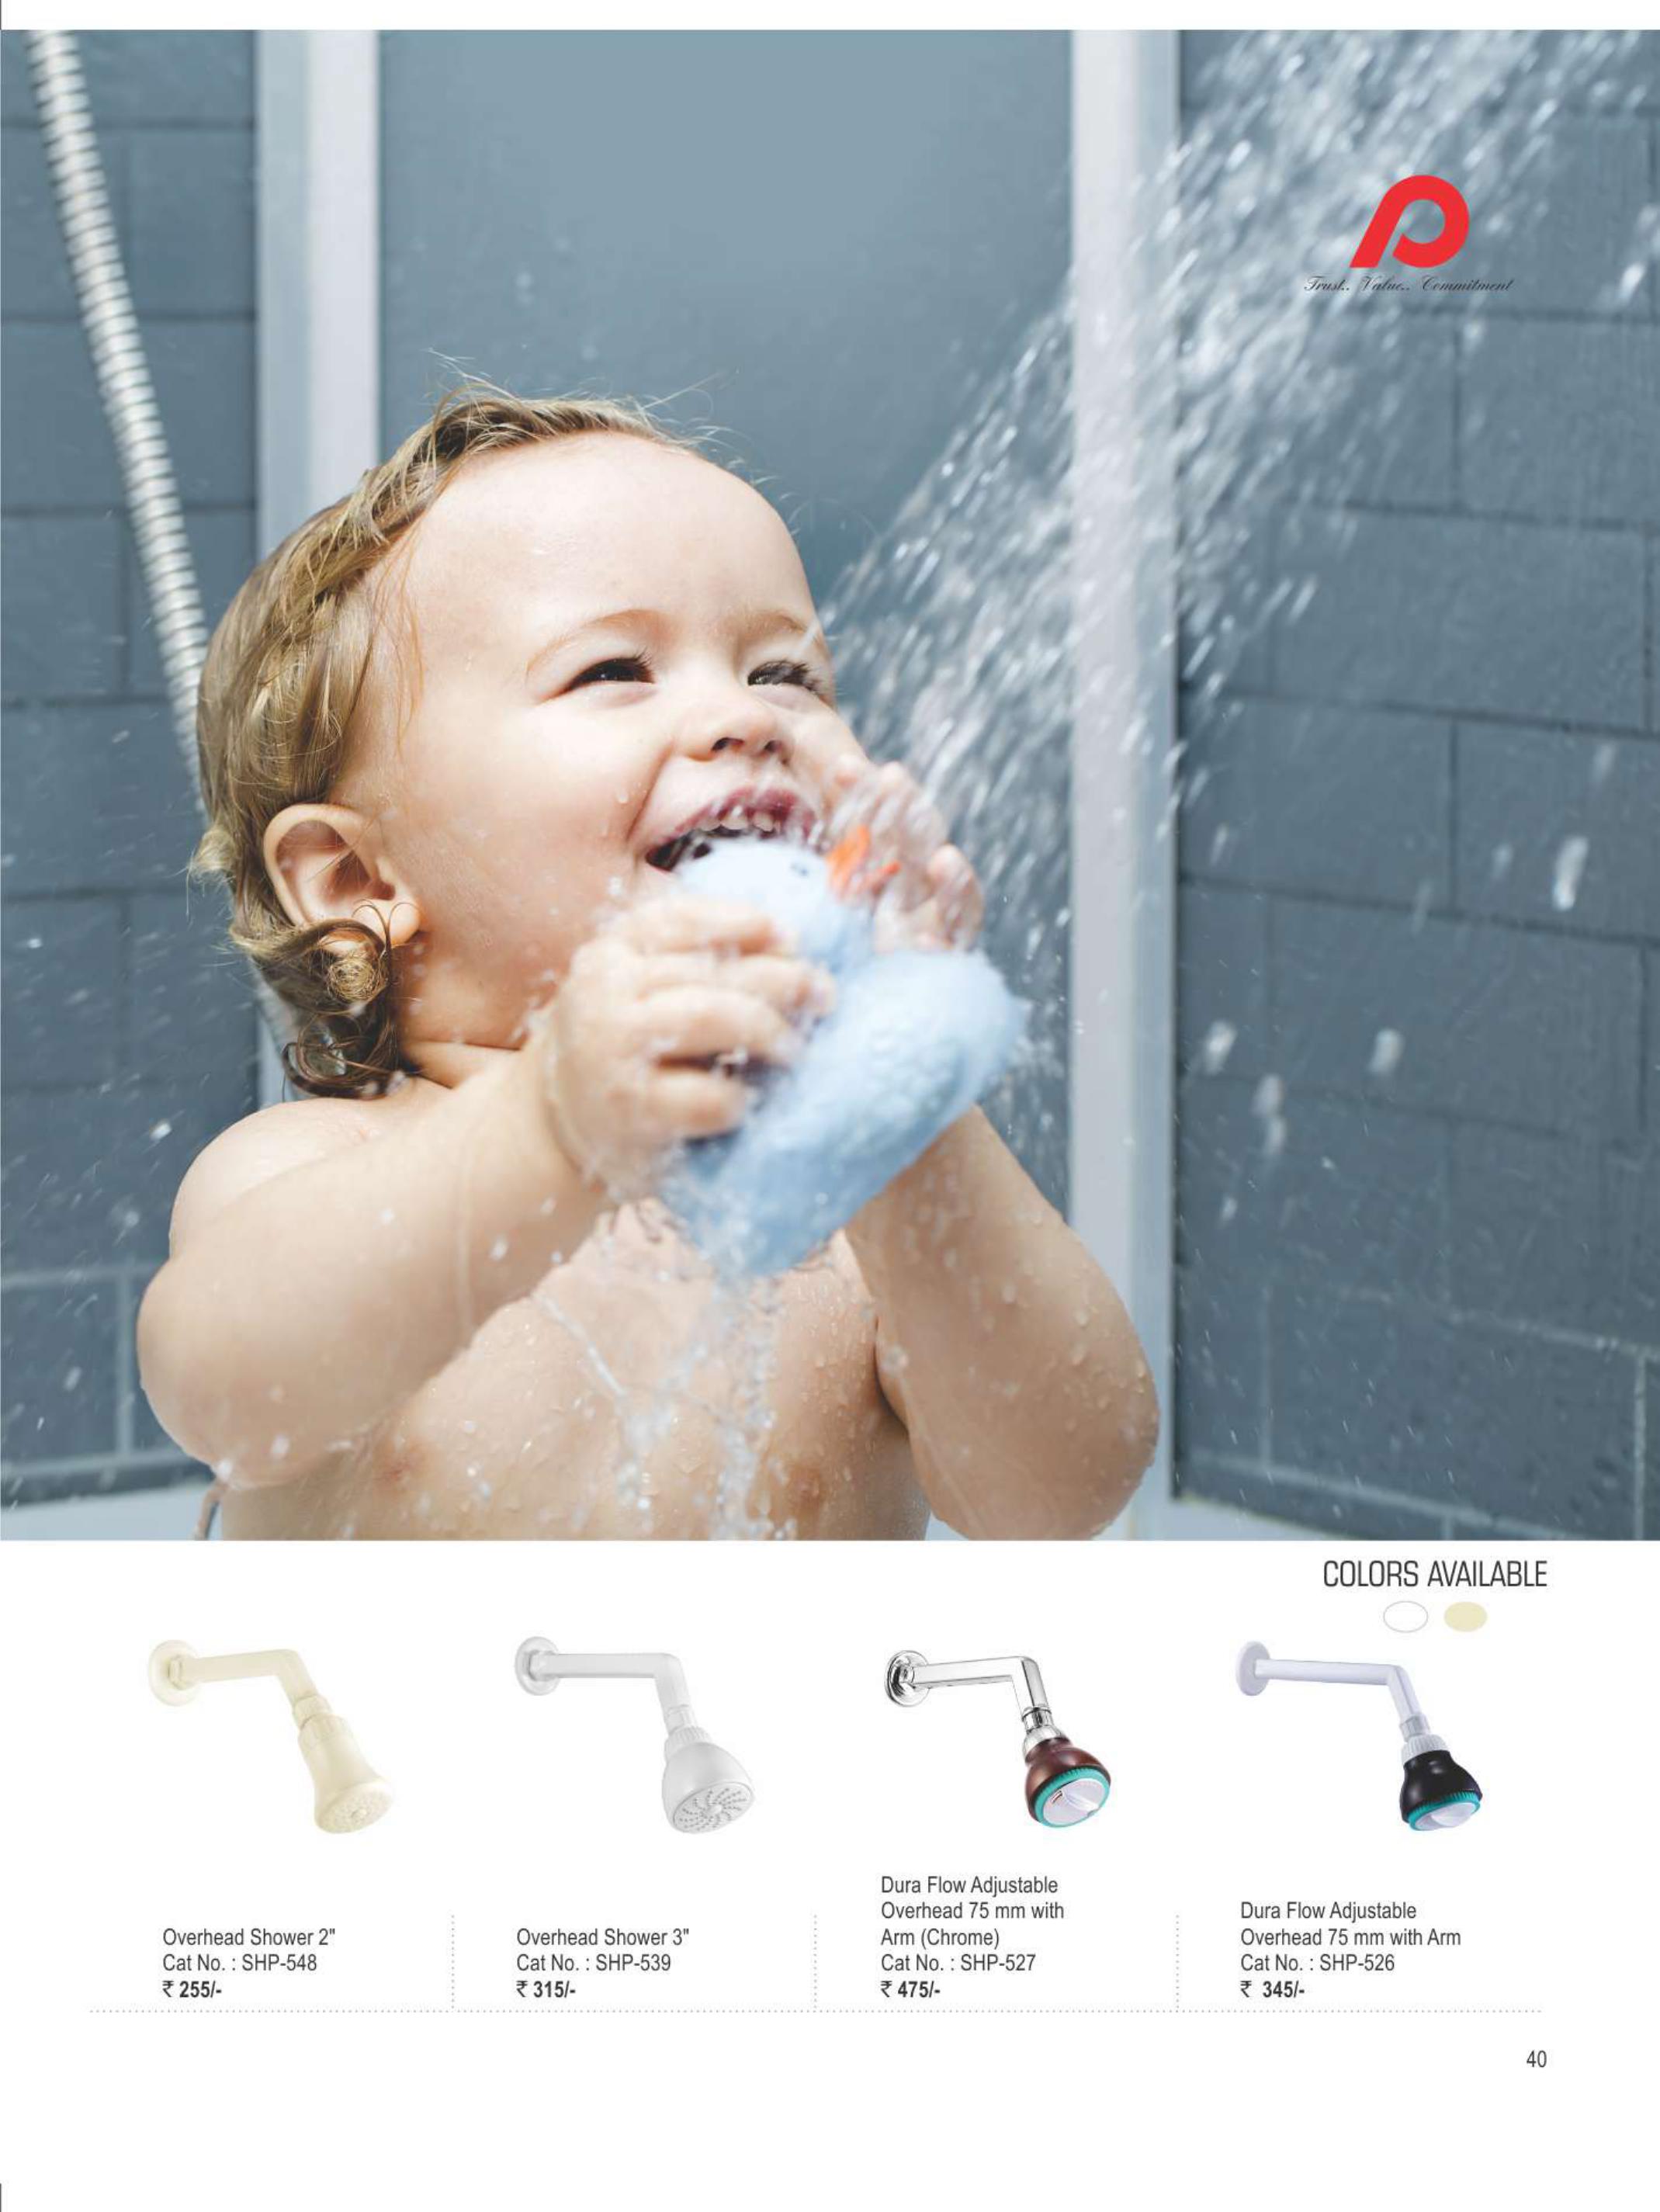 Trust.. Value.. Commitment
COLORS AVAILABLE
Overhead Shower 2"
Cat No. : SHP-548
₹ 255/-
Overhead Shower 3"
Cat No. : SHP-539
₹ 315/-
Dura Flow Adjustable
Overhead 75 mm with
Arm (Chrome)
Cat No. : SHP-527
₹ 475/-
Dura Flow Adjustable
Overhead 75 mm with Arm
Cat No. : SHP-526
₹ 345/-
40